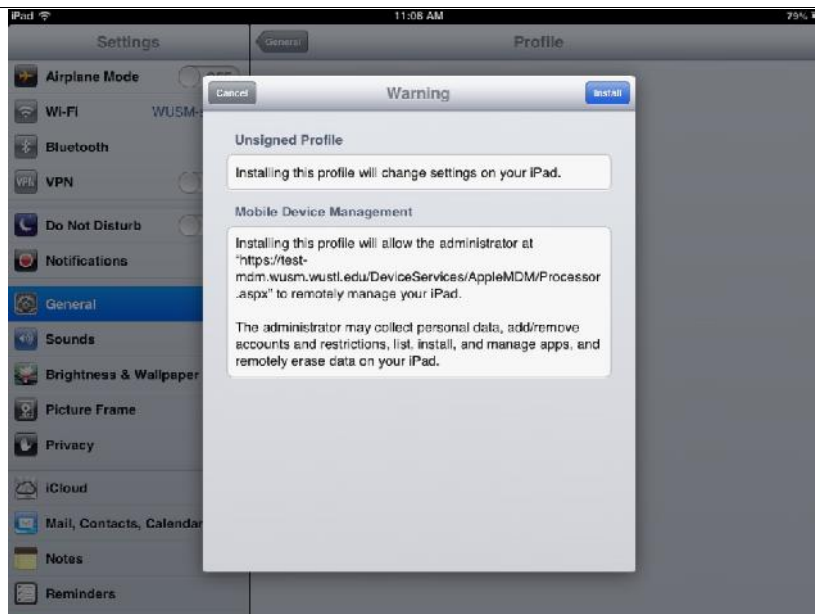 iPad 11:08 AM 79%
Settings General Profile
Airplane Mode
Cancel Warning Install
Wi-Fi WUSM-
Unsigned Profile
Bluetooth
Installing this profile will change settings on your iPad.
VPN
Mobile Device Management
Do Not Disturb
Installing this profile will allow the administrator at
"https://test-
Notifications
mdm.wusm.wustl.edu/DeviceServices/AppleMDM/Processor
.aspx" to remotely manage your iPad.
General
The administrator may collect personal data, add/remove
Sounds
accounts and restrictions, list, install, and manage apps, and
remotely erase data on your iPad.
Brightness & Wallpaper
Picture Frame
Privacy
iCloud
Mail, Contacts, Calendar
Notes
Reminders